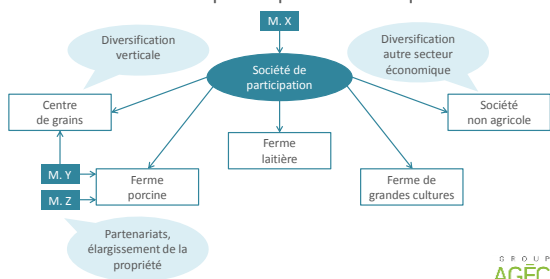 M. X
Diversification
verticale
Diversification
autre secteur
économique
Société de
participation
Centre
de grains
Société
non agricole
Ferme
laitière
M. Y
M. Z
Ferme
porcine
Ferme de
grandes cultures
Partenariats,
élargissement de la
propriété
GROUP
AGÉC